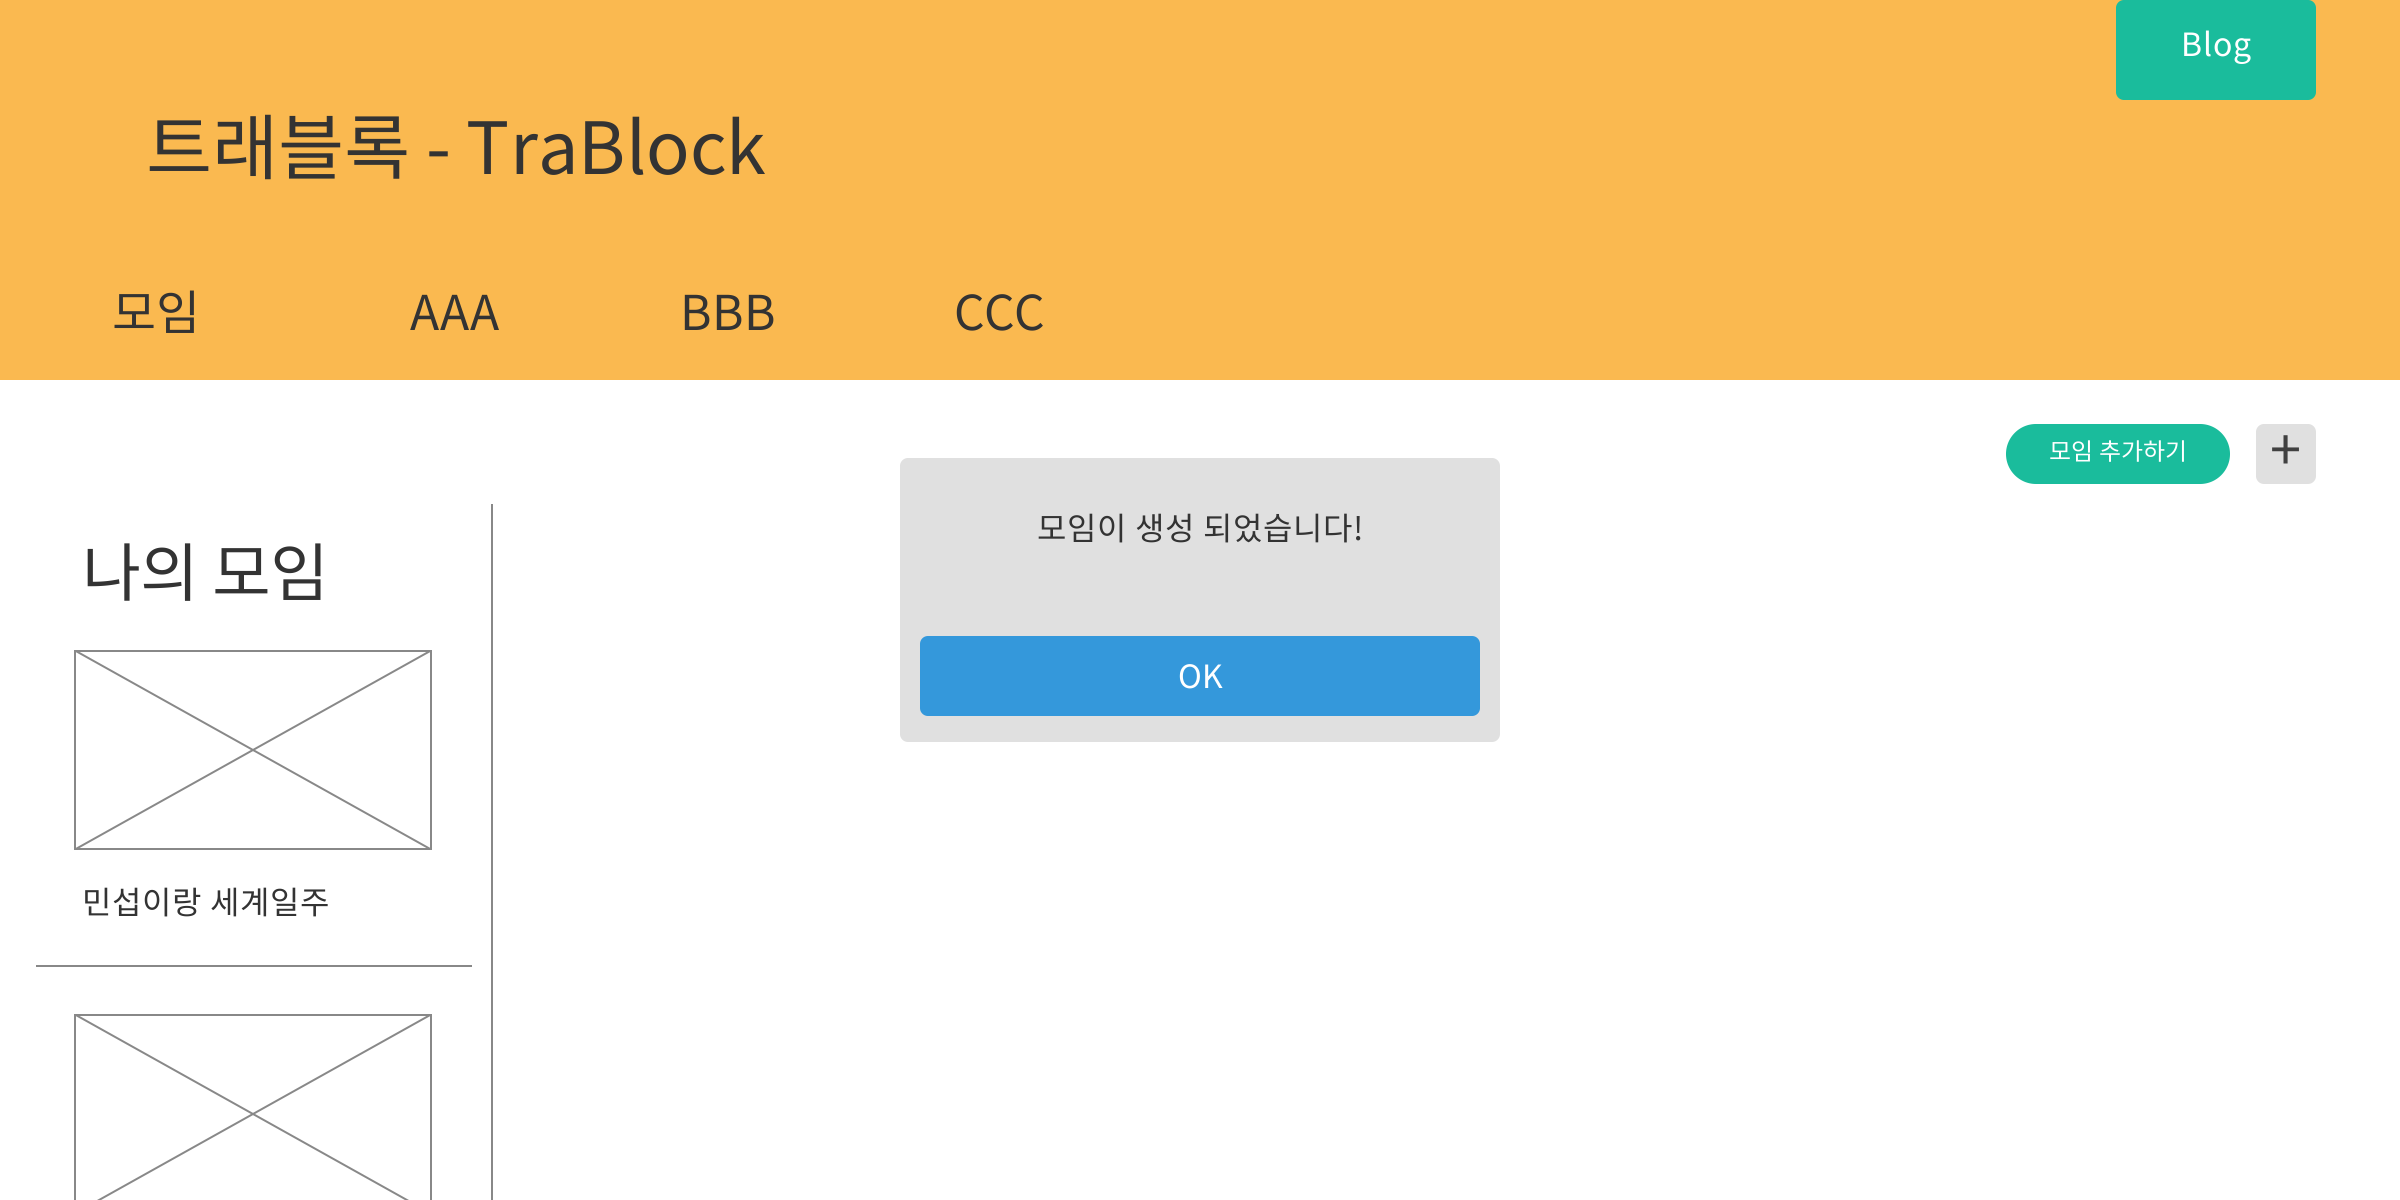 Blog
트래블록 - TraBlock
모임 AAA BBB CCC
모임 추가하기 +
모임이 생성 되었습니다!
OK
나의 모임
민섭이랑 세계일주